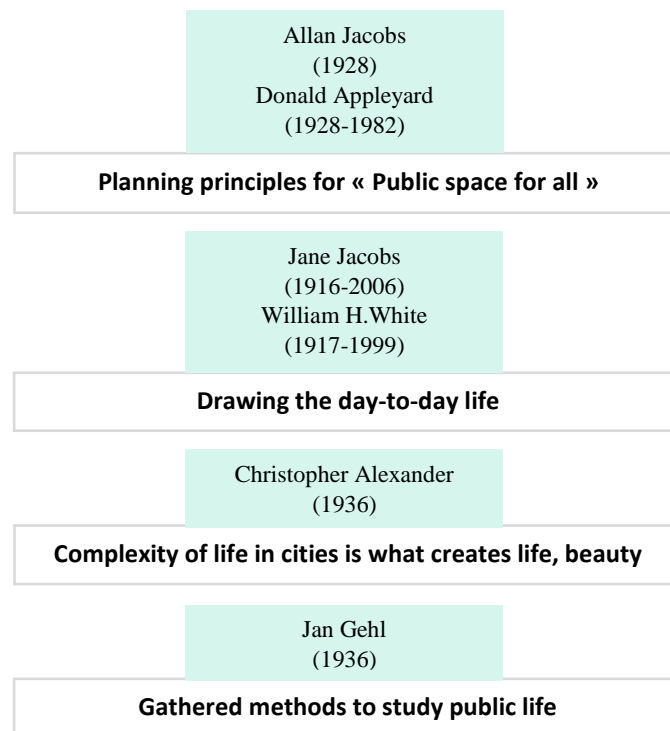 Allan Jacobs
(1928)
Donald Appleyard
(1928-1982)
Planning principles for « Public space for all »
Jane Jacobs
(1916-2006)
William H.White
(1917-1999)
Drawing the day-to-day life
Christopher Alexander
(1936)
Complexity of life in cities is what creates life, beauty
Jan Gehl
(1936)
Gathered methods to study public life